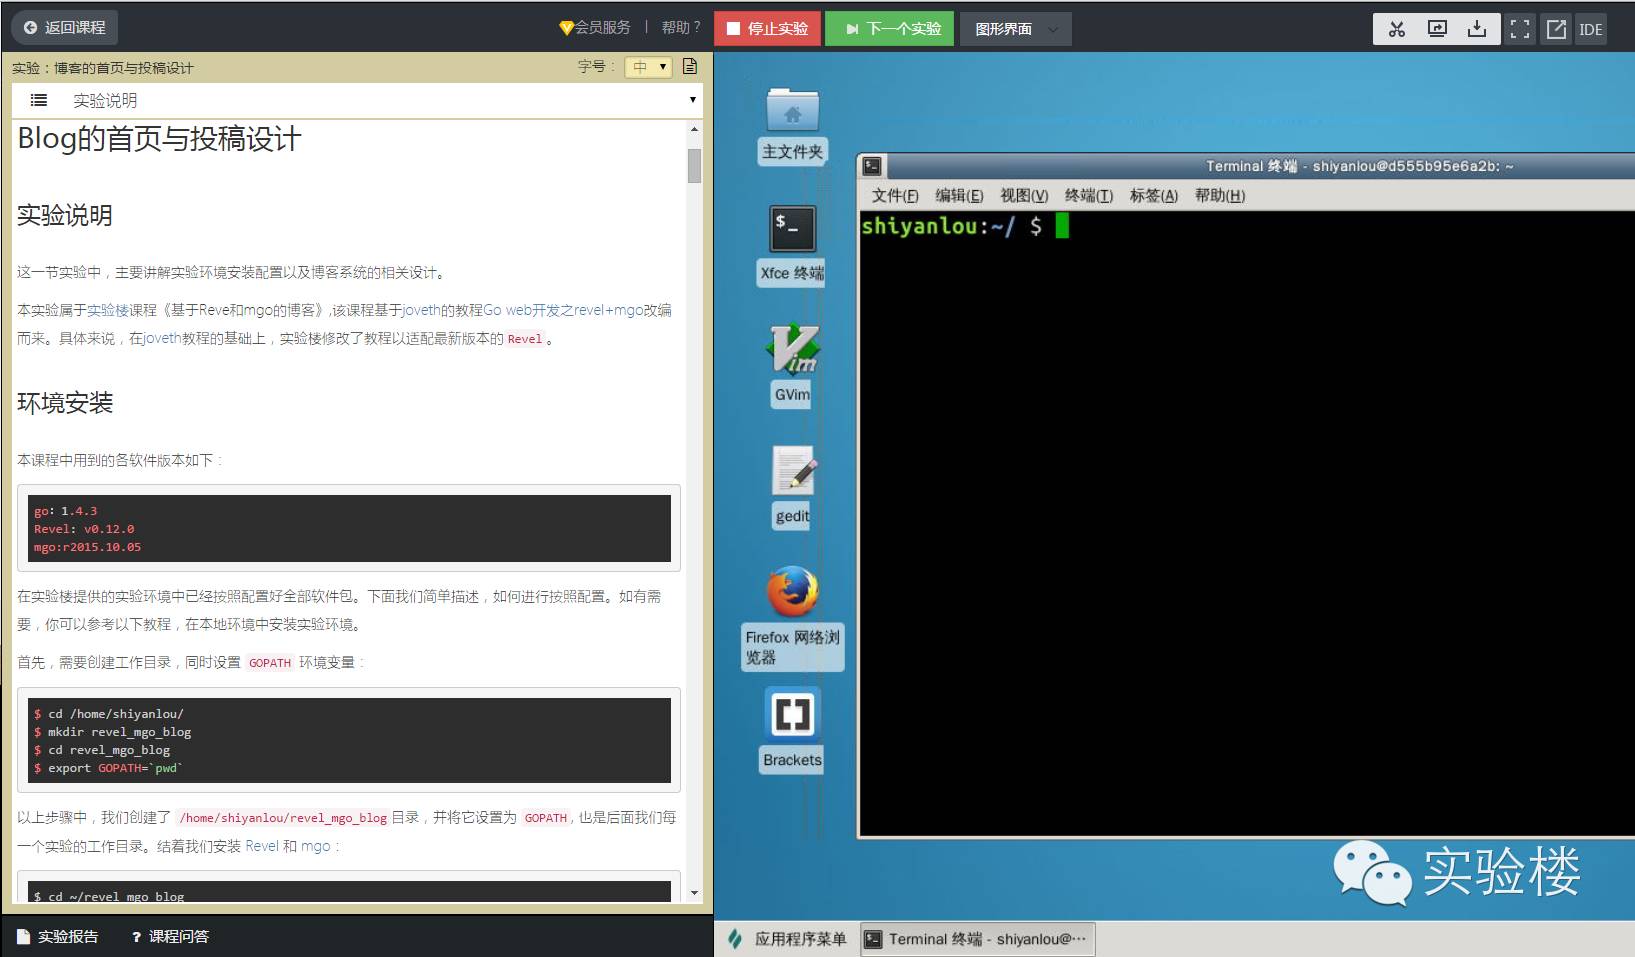 返回课程
会员服务 | 帮助 ?
停止实验
下一个实验
图形界面
IDE
实验：博客的首页与投稿设计
字号：
中
实验说明
Blog的首页与投稿设计
实验说明
这一节实验中，主要讲解实验环境安装配置以及博客系统的相关设计。
本实验属于实验楼课程《基于Reve和mgo的博客》,该课程基于joveth的教程Go web开发之revel+mgo改编
而来。具体来说，在joveth教程的基础上，实验楼修改了教程以适配最新版本的 Revel 。
环境安装
本课程中用到的各软件版本如下：
go: 1.4.3
Revel: v0.12.0
mgo:r2015.10.05
在实验楼提供的实验环境中已经按照配置好全部软件包。下面我们简单描述，如何进行按照配置。如有需
要，你可以参考以下教程，在本地环境中安装实验环境。
首先，需要创建工作目录，同时设置 GOPATH 环境变量：
$ cd /home/shiyanlou/
$ mkdir revel_mgo_blog
$ cd revel_mgo_blog
$ export GOPATH=`pwd`
以上步骤中，我们创建了 /home/shiyanlou/revel_mgo_blog 目录，并将它设置为 GOPATH，也是后面我们每
一个实验的工作目录。结着我们安装 Revel 和 mgo：
$ cd ~/revel_mgo_blog
实验报告
? 课程问答
主文件夹
$_
Xfce 终端
Vim
GVim
gedit
Firefox 网络浏
览器
Brackets
Terminal 终端 - shiyanlou@d555b95e6a2b: ~
文件(F) 编辑(E) 视图(V) 终端(T) 标签(A) 帮助(H)
shiyanlou:~/ $
实验楼
应用程序菜单
Terminal 终端 - shiyanlou@···